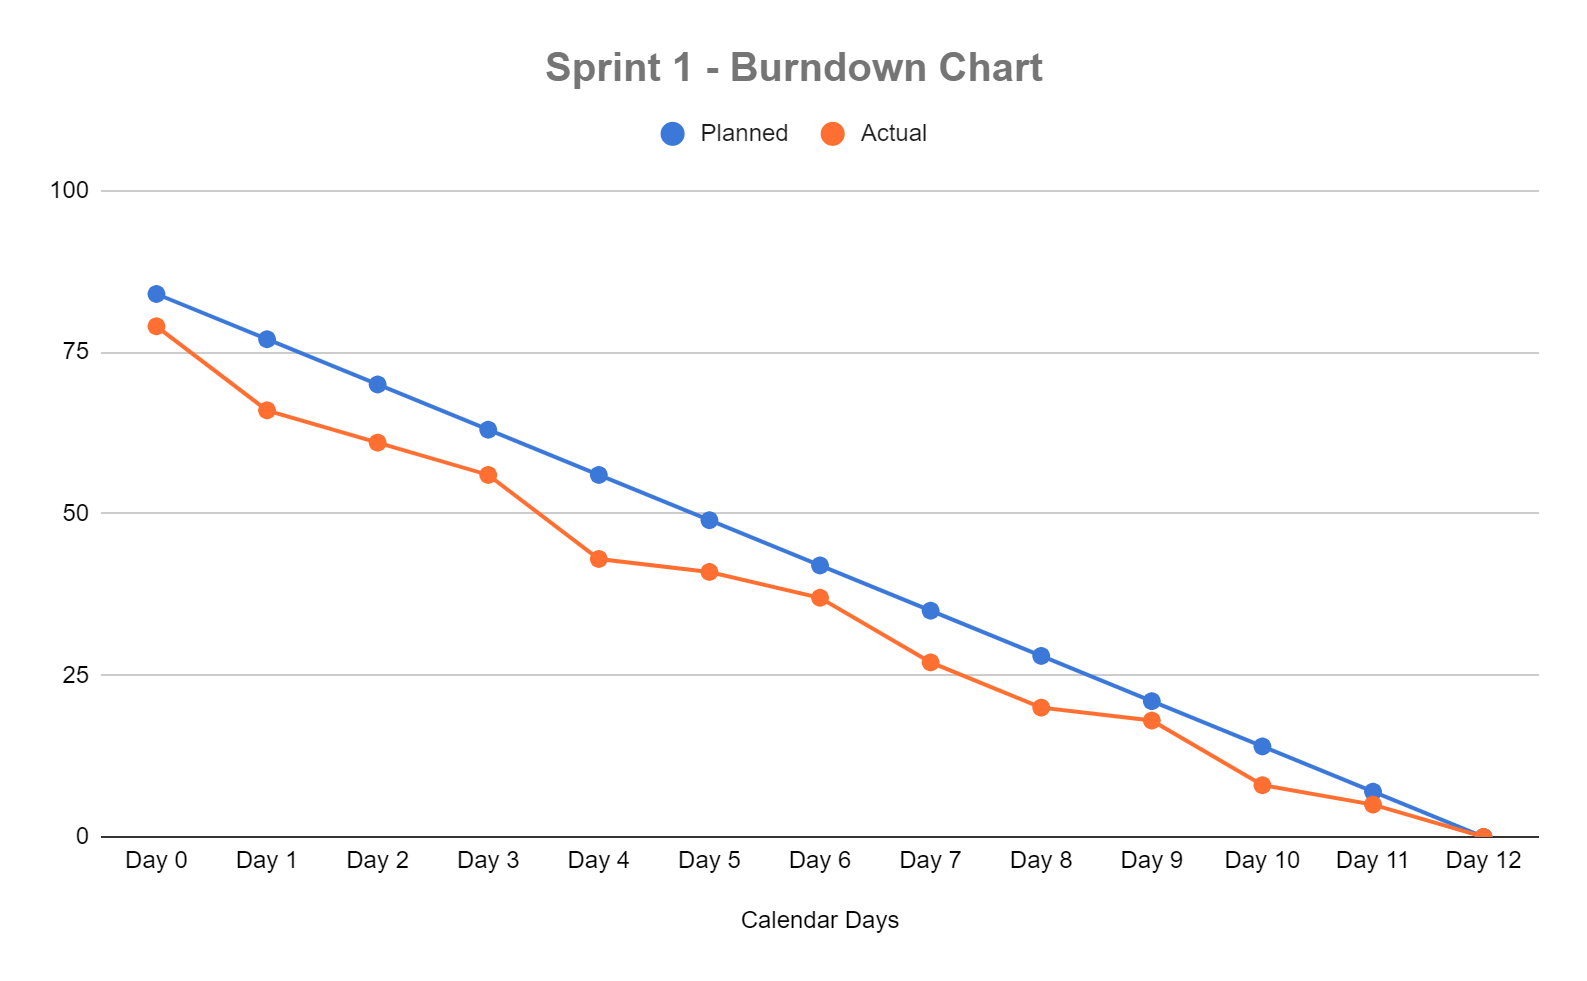 Sprint 1 - Burndown Chart
Planned Actual
100
75
50
25
0
Day 0 Day 1 Day 2 Day 3 Day 4 Day 5 Day 6 Day 7 Day 8 Day 9 Day 10 Day 11 Day 12
Calendar Days